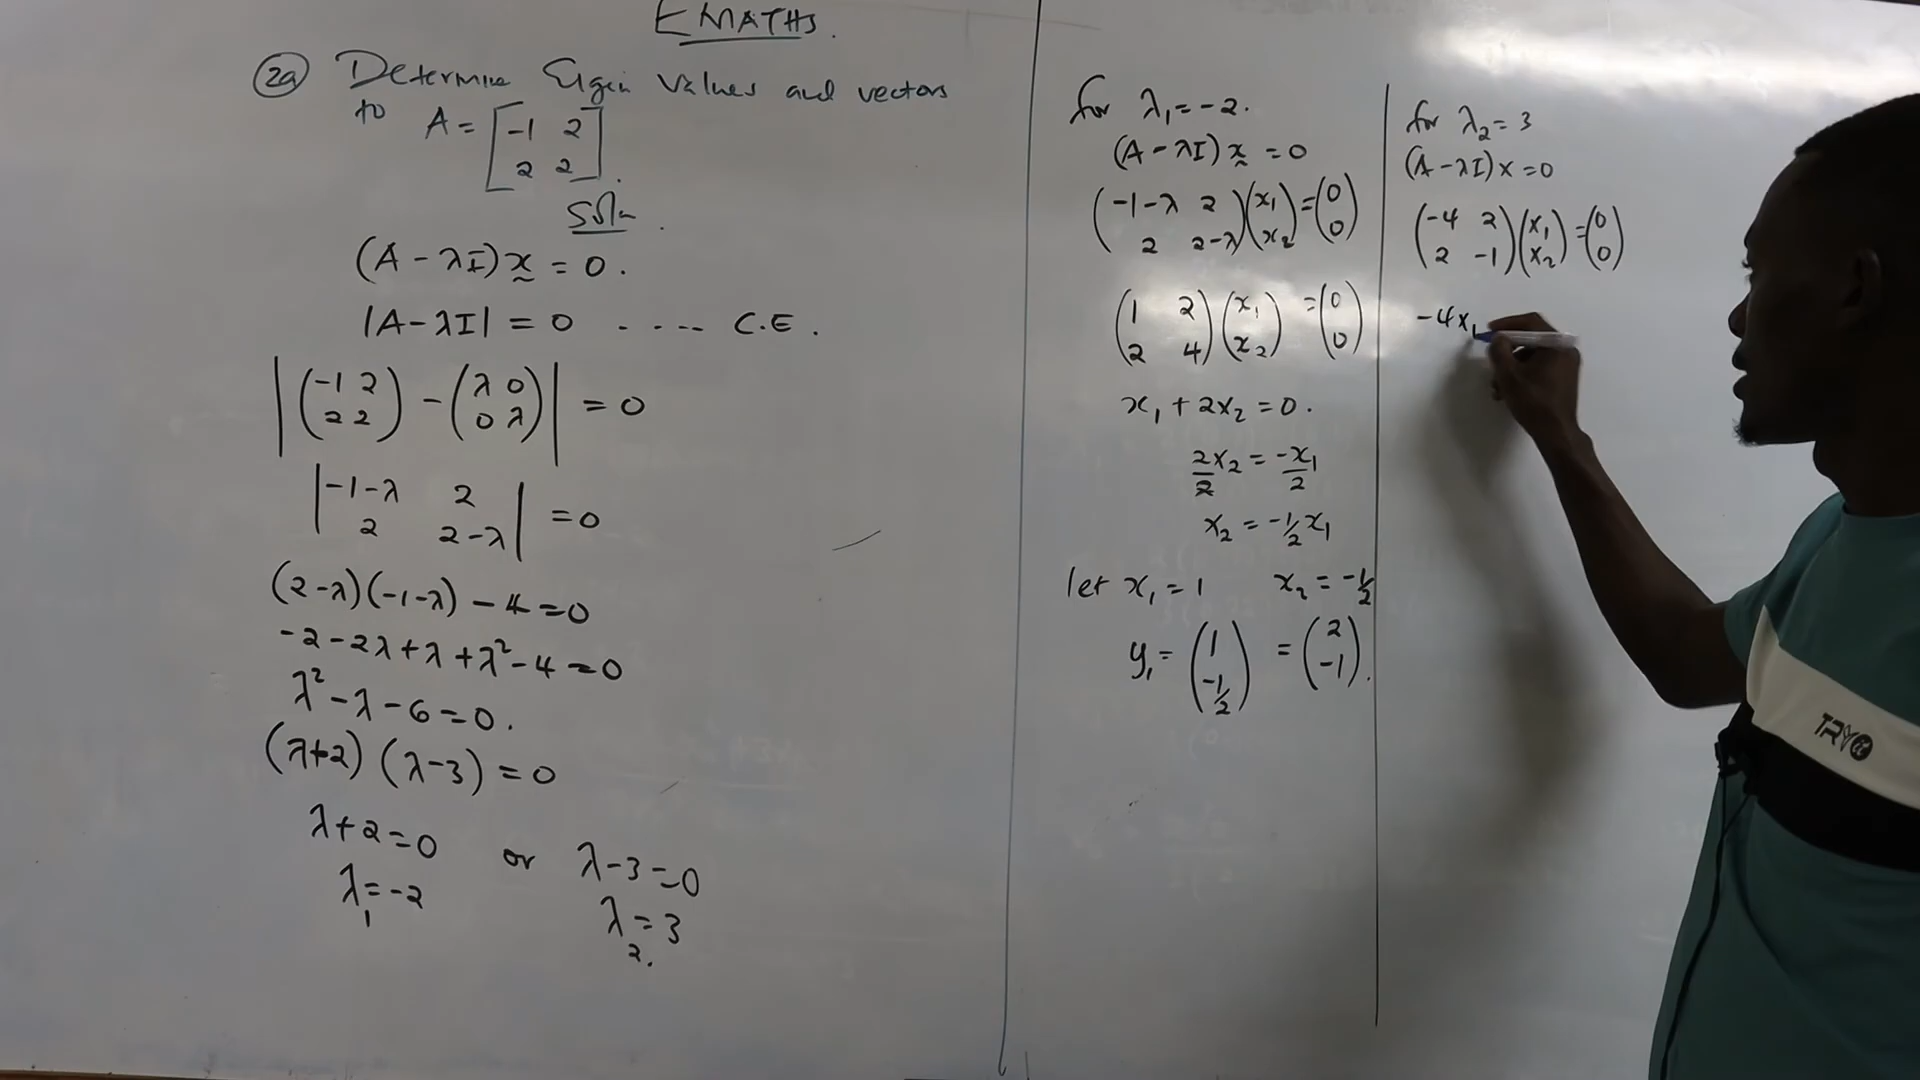 EMATHS.
2a Determine Eigen Values and vectors
to A = [-1 2
2 2].
Soln.
(A - λI)x = 0.
|A - λI| = 0 ..... C.E.
|(-1 2
2 2) - (λ 0
0 λ)| = 0
|-1-λ 2
2 2-λ| = 0
(2-λ)(-1-λ) - 4 = 0
-2 - 2λ + λ + λ² - 4 = 0
λ² - λ - 6 = 0.
(λ+2) (λ-3) = 0
λ+2 = 0 or λ-3 = 0
λ₁ = -2 λ₂ = 3.
for λ₁ = -2.
(A - λI)x = 0
(-1-λ 2
2 2-λ)(x₁
x₂) = (0
0)
(1 2
2 4)(x₁
x₂) = (0
0)
x₁ + 2x₂ = 0.
2x₂/2 = -x₁/2
x₂ = -1/2 x₁
let x₁ = 1 x₂ = -1/2
y₁ = (1
-1/2) = (2
-1).
for λ₂ = 3
(A - λI)x = 0
(-4 2
2 -1)(x₁
x₂) = (0
0)
-4x₁
TRY